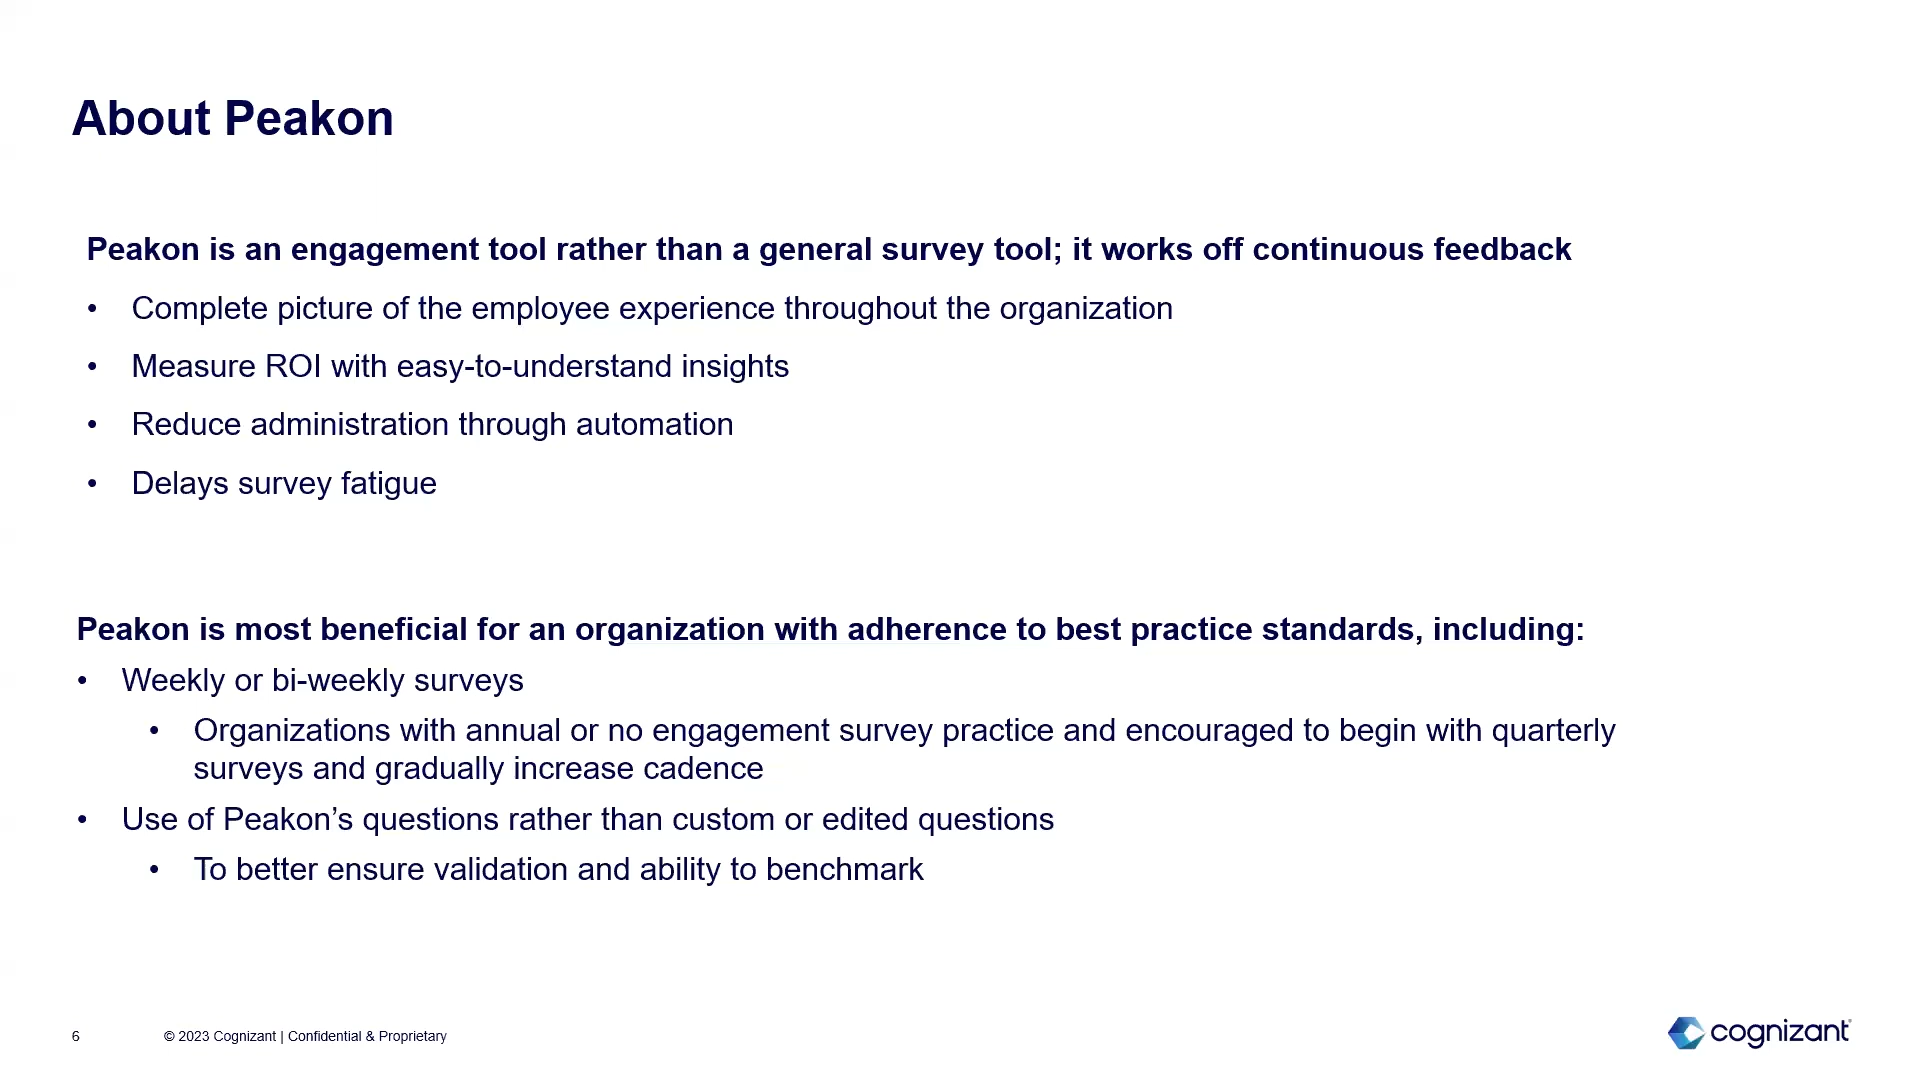 About Peakon
Peakon is an engagement tool rather than a general survey tool; it works off continuous feedback
• Complete picture of the employee experience throughout the organization
• Measure ROI with easy-to-understand insights
• Reduce administration through automation
• Delays survey fatigue
Peakon is most beneficial for an organization with adherence to best practice standards, including:
• Weekly or bi-weekly surveys
• Organizations with annual or no engagement survey practice and encouraged to begin with quarterly
surveys and gradually increase cadence
• Use of Peakon’s questions rather than custom or edited questions
• To better ensure validation and ability to benchmark
6 © 2023 Cognizant | Confidential & Proprietary
cognizant